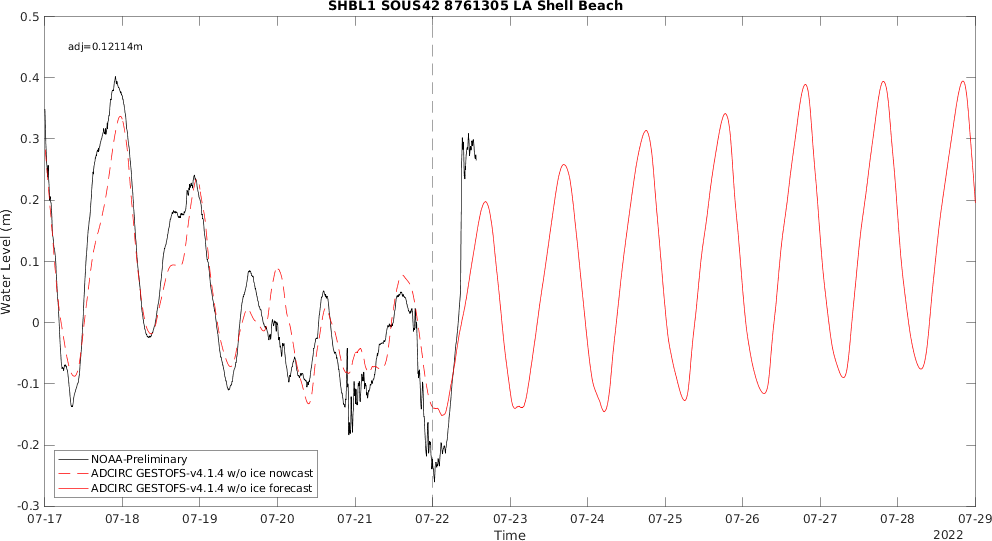 SHBL1 SOUS42 8761305 LA Shell Beach
adj=0.12114m
Water Level (m)
0.5
0.4
0.3
0.2
0.1
0
-0.1
-0.2
-0.3
NOAA-Preliminary
ADCIRC GESTOFS-v4.1.4 w/o ice nowcast
ADCIRC GESTOFS-v4.1.4 w/o ice forecast
07-17 07-18 07-19 07-20 07-21 07-22 07-23 07-24 07-25 07-26 07-27 07-28 07-29
Time
2022